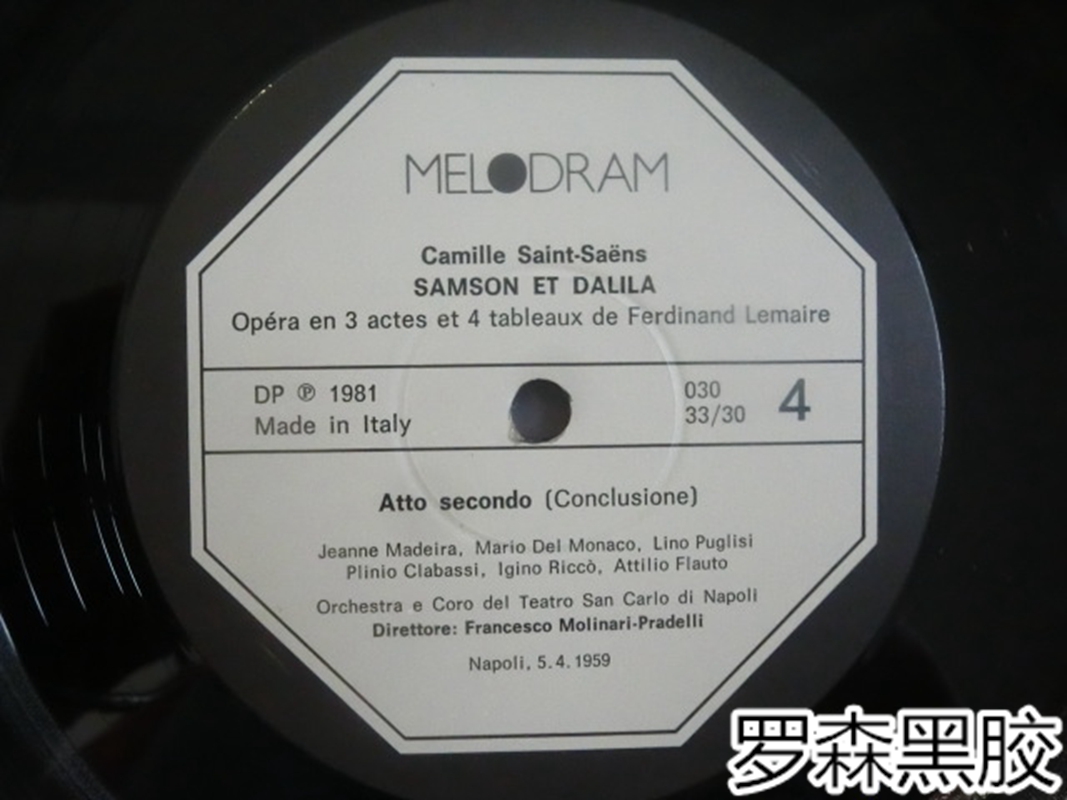 MELODRAM
Camille Saint-Saëns
SAMSON ET DALILA
Opéra en 3 actes et 4 tableaux de Ferdinand Lemaire
DP ℗ 1981
Made in Italy
030
33/30
4
Atto secondo (Conclusione)
Jeanne Madeira, Mario Del Monaco, Lino Puglisi
Plinio Clabassi, Igino Riccò, Attilio Flauto
Orchestra e Coro del Teatro San Carlo di Napoli
Direttore: Francesco Molinari-Pradelli
Napoli, 5.4.1959
罗森黑胶